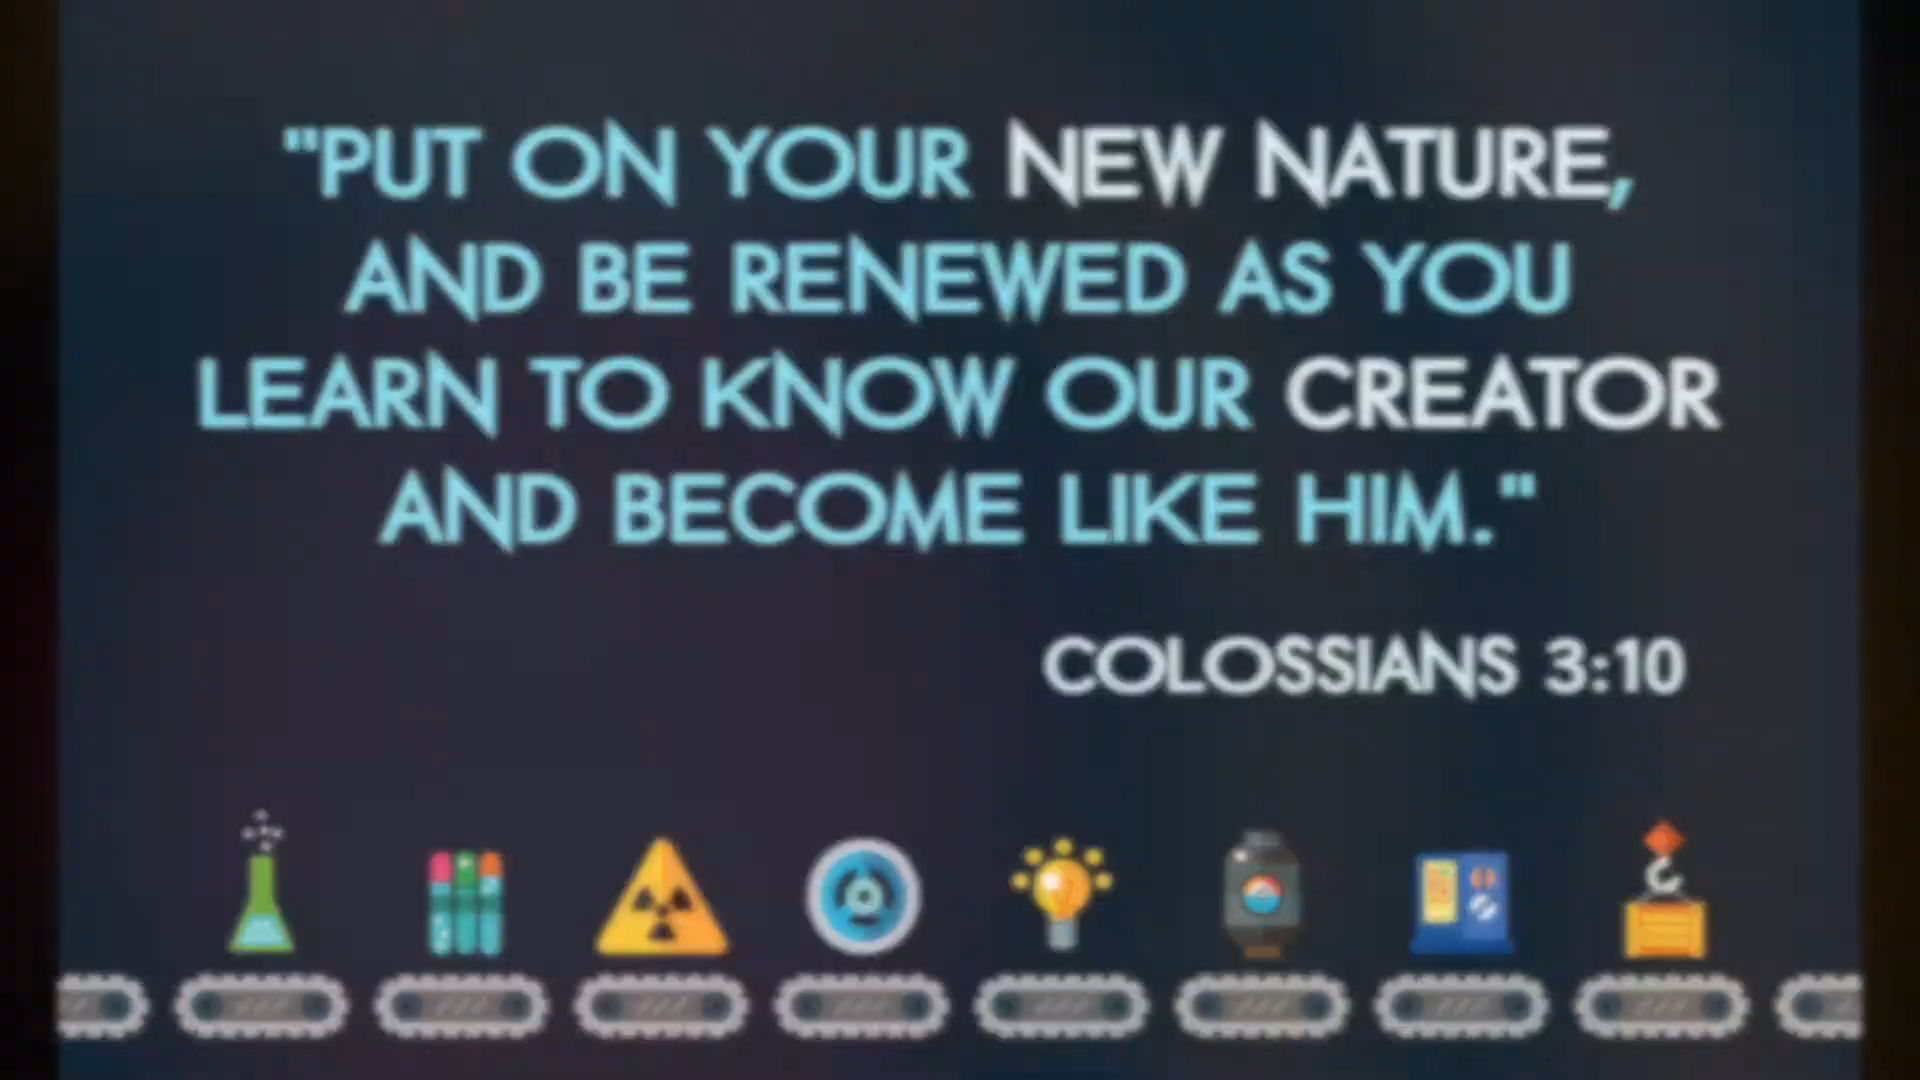 "PUT ON YOUR NEW NATURE,
AND BE RENEWED AS YOU
LEARN TO KNOW OUR CREATOR
AND BECOME LIKE HIM."
COLOSSIANS 3:10